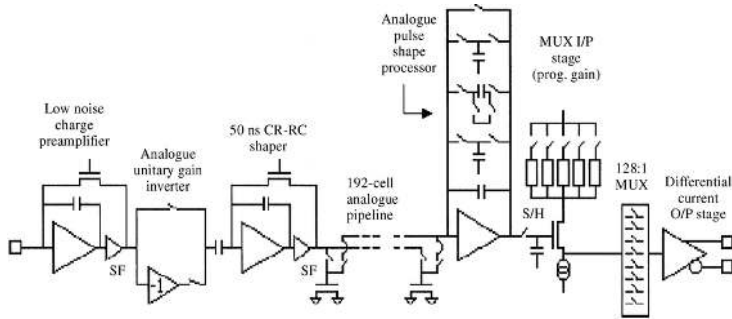 Low noise
charge
preamplifier
SF
Analogue
unitary gain
inverter
-1
50 ns CR-RC
shaper
SF
192-cell
analogue
pipeline
Analogue
pulse
shape
processor
S/H
MUX I/P
stage
(prog. gain)
128:1
MUX
Differential
current
O/P stage